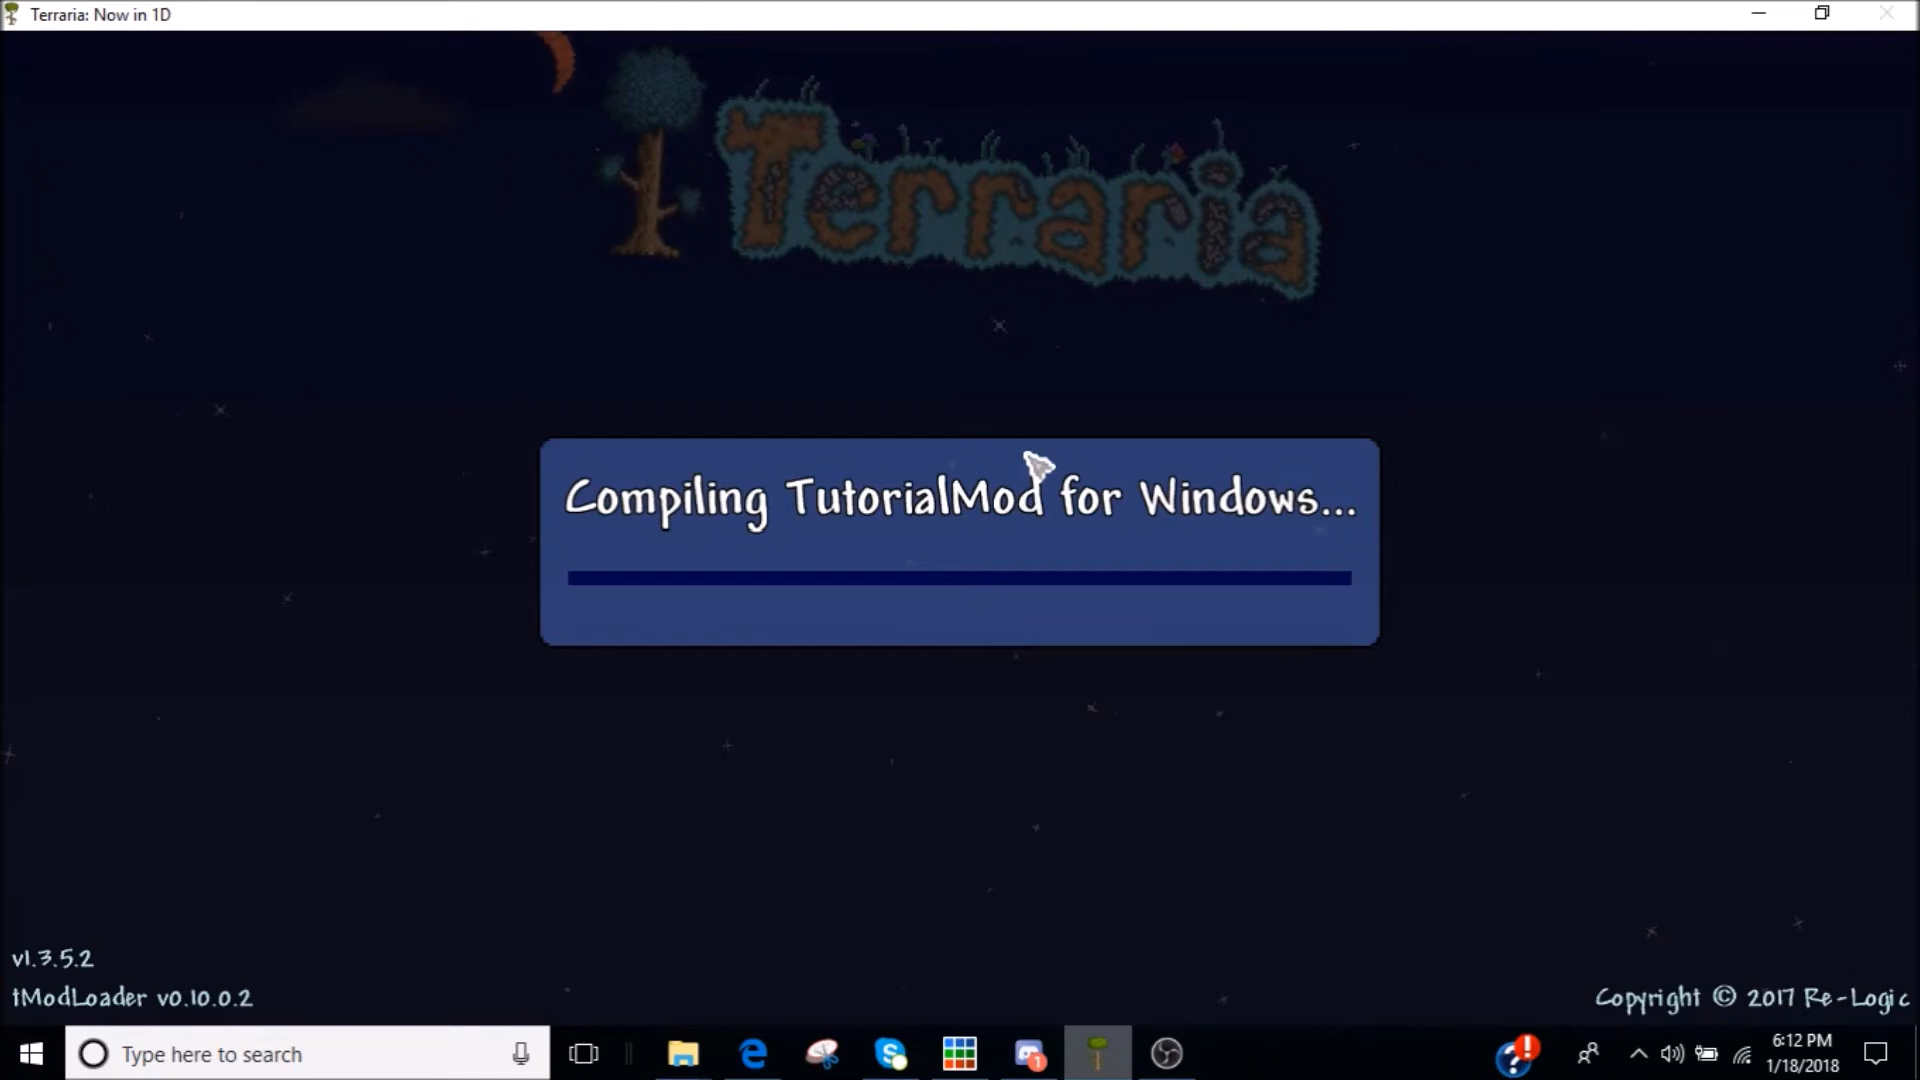 Terraria: Now in 1D
Terraria
Compiling TutorialMod for Windows...
v1.3.5.2
tModLoader v0.10.0.2
Copyright © 2017 Re-Logic
Type here to search
1
6:12 PM
1/18/2018